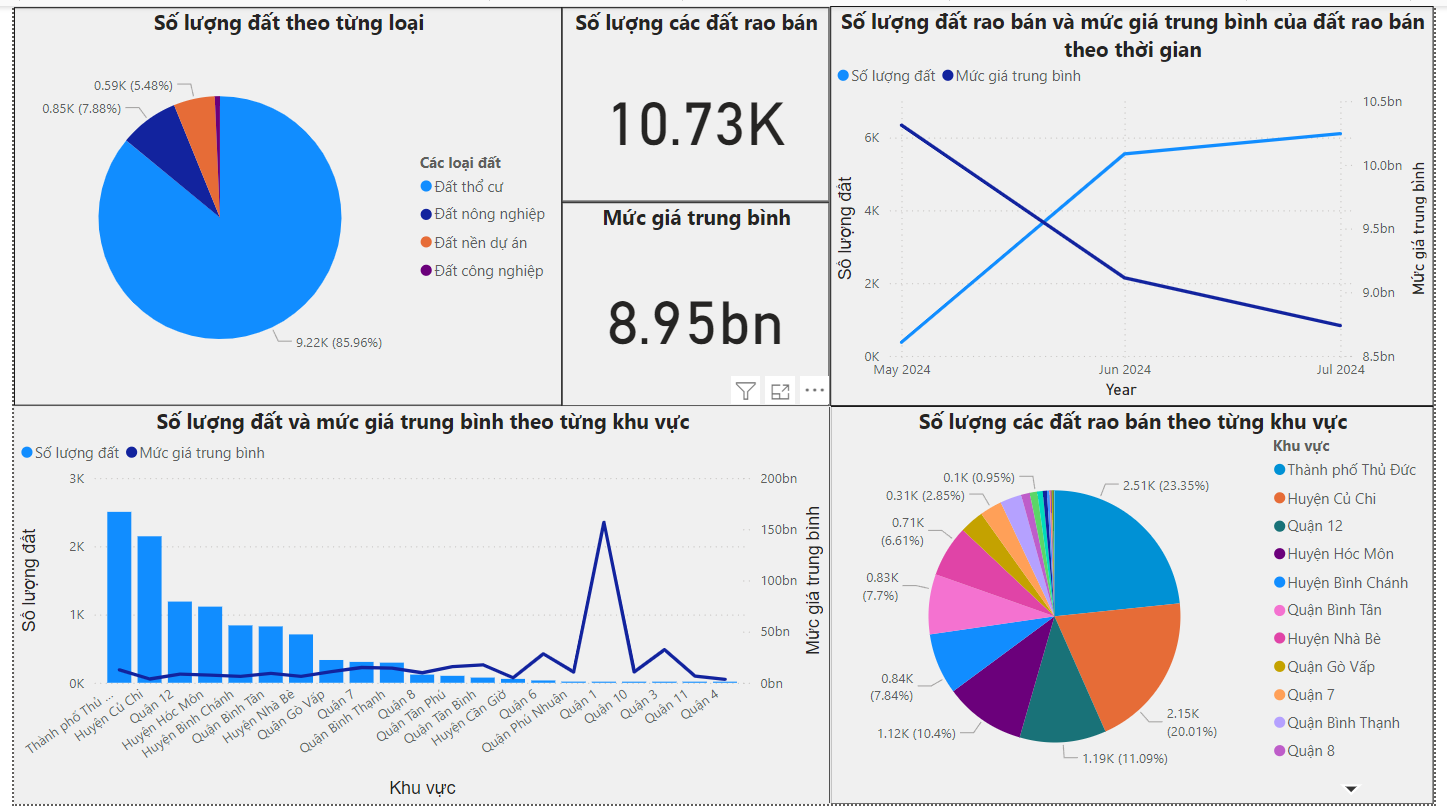 Số lượng đất theo từng loại
0.59K (5.48%)
0.85K (7.88%)
9.22K (85.96%)
Các loại đất
Đất thổ cư
Đất nông nghiệp
Đất nền dự án
Đất công nghiệp
Số lượng các đất rao bán
10.73K
Mức giá trung bình
8.95bn
Số lượng đất rao bán và mức giá trung bình của đất rao bán
theo thời gian
Số lượng đất Mức giá trung bình
6K
4K
2K
0K
Số lượng đất
10.5bn
10.0bn
9.5bn
9.0bn
8.5bn
Mức giá trung bình
May 2024 Jun 2024 Jul 2024
Year
Số lượng đất và mức giá trung bình theo từng khu vực
Số lượng đất Mức giá trung bình
3K
2K
1K
0K
Số lượng đất
200bn
150bn
100bn
50bn
0bn
Mức giá trung bình
Thành phố Thủ ...
Huyện Củ Chi
Quận 12
Huyện Hóc Môn
Huyện Bình Chánh
Quận Bình Tân
Huyện Nhà Bè
Quận Gò Vấp
Quận 7
Quận Bình Thạnh
Quận 8
Quận Tân Phú
Quận Tân Bình
Huyện Cần Giờ
Quận 6
Quận Phú Nhuận
Quận 1
Quận 10
Quận 3
Quận 11
Quận 4
Khu vực
Số lượng các đất rao bán theo từng khu vực
0.1K (0.95%)
0.31K (2.85%)
0.71K
(6.61%)
0.83K
(7.7%)
0.84K
(7.84%)
1.12K (10.4%)
1.19K (11.09%)
2.15K
(20.01%)
2.51K (23.35%)
Khu vực
Thành phố Thủ Đức
Huyện Củ Chi
Quận 12
Huyện Hóc Môn
Huyện Bình Chánh
Quận Bình Tân
Huyện Nhà Bè
Quận Gò Vấp
Quận 7
Quận Bình Thạnh
Quận 8